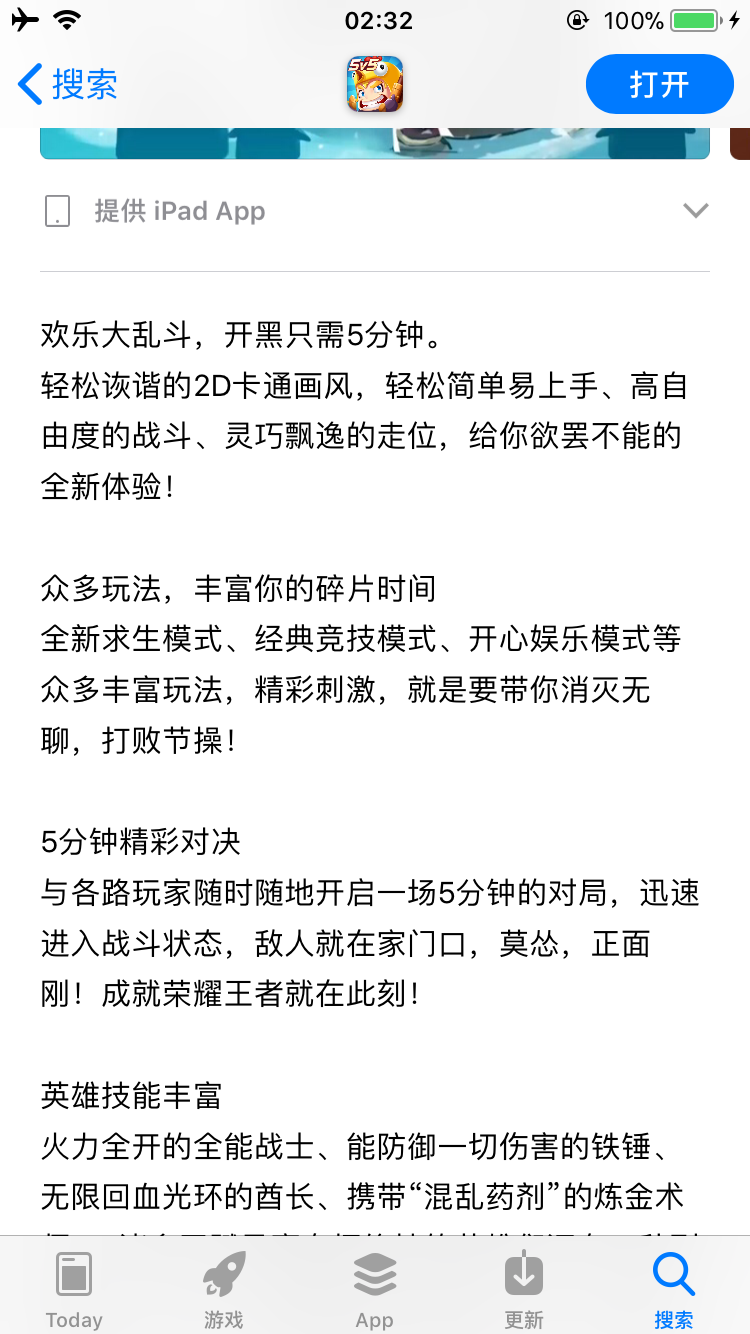 02:32
100%
搜索
5V5
打开
提供 iPad App
欢乐大乱斗，开黑只需5分钟。
轻松诙谐的2D卡通画风，轻松简单易上手、高自
由度的战斗、灵巧飘逸的走位，给你欲罢不能的
全新体验！
众多玩法，丰富你的碎片时间
全新求生模式、经典竞技模式、开心娱乐模式等
众多丰富玩法，精彩刺激，就是要带你消灭无
聊，打败节操！
5分钟精彩对决
与各路玩家随时随地开启一场5分钟的对局，迅速
进入战斗状态，敌人就在家门口，莫怂，正面
刚！成就荣耀王者就在此刻！
英雄技能丰富
火力全开的全能战士、能防御一切伤害的铁锤、
无限回血光环的酋长、携带“混乱药剂”的炼金术
Today
游戏
App
更新
搜索